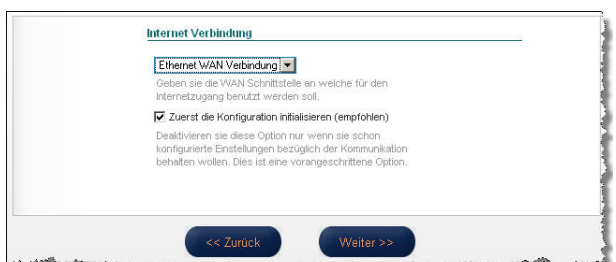 Internet Verbindung
Ethernet WAN Verbindung
Geben sie die WAN Schnittstelle an welche für den
Internetzugang benutzt werden soll.
Zuerst die Konfiguration initialisieren (empfohlen)
Deaktivieren sie diese Option nur wenn sie schon
konfigurierte Einstellungen bezüglich der Kommunikation
behalten wollen. Dies ist eine vorangeschrittene Option.
<< Zurück
Weiter >>